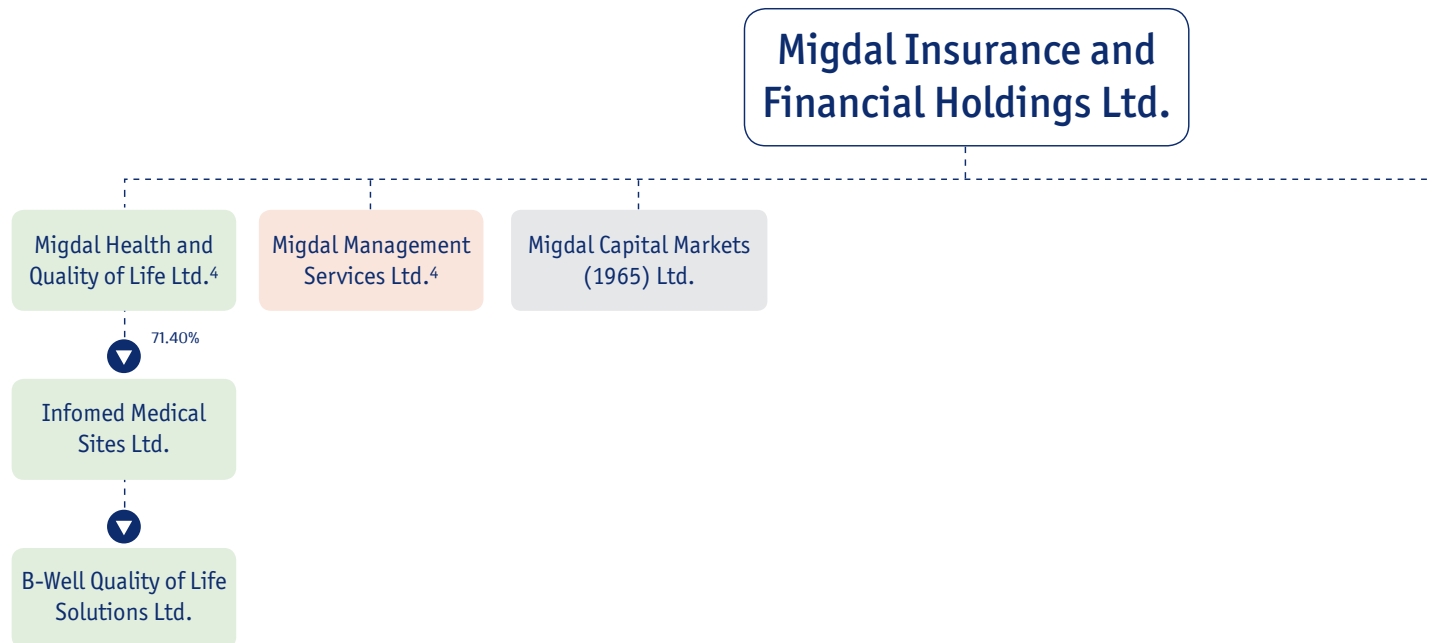 Migdal Insurance and
Financial Holdings Ltd.
Migdal Health and
Quality of Life Ltd.⁴
Migdal Management
Services Ltd.⁴
Migdal Capital Markets
(1965) Ltd.
71.40%
Infomed Medical
Sites Ltd.
B-Well Quality of Life
Solutions Ltd.